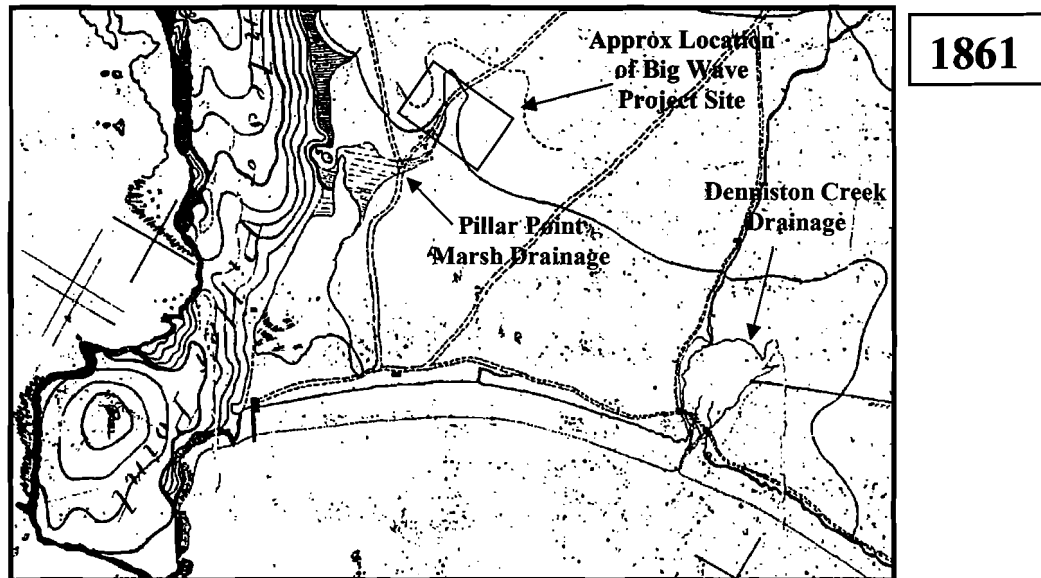 1861
Approx Location
of Big Wave
Project Site
Denniston Creek
Drainage
Pillar Point
Marsh Drainage